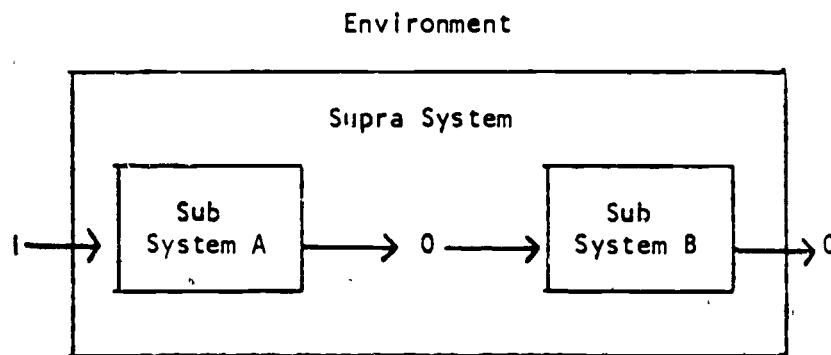 Environment
Supra System
Sub
System A
Sub
System B
I
O
O